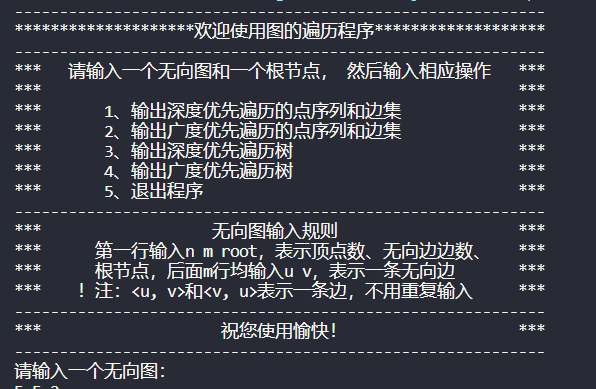 -----------------------------------------------------------
********************欢迎使用图的遍历程序*******************
-----------------------------------------------------------
***   请输入一个无向图和一个根节点， 然后输入相应操作   ***
***                                                     ***
***       1、输出深度优先遍历的点序列和边集             ***
***       2、输出广度优先遍历的点序列和边集             ***
***       3、输出深度优先遍历树                         ***
***       4、输出广度优先遍历树                         ***
***       5、退出程序                                   ***
-----------------------------------------------------------
***                   无向图输入规则                    ***
***      第一行输入n m root，表示顶点数、无向边边数、   ***
***      根节点，后面m行均输入u v，表示一条无向边       ***
***    ！注：<u, v>和<v, u>表示一条边，不用重复输入     ***
-----------------------------------------------------------
***                    祝您使用愉快！                   ***
-----------------------------------------------------------
请输入一个无向图：